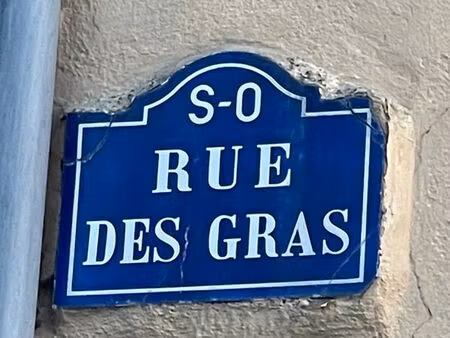 S-O
RUE
DES GRAS